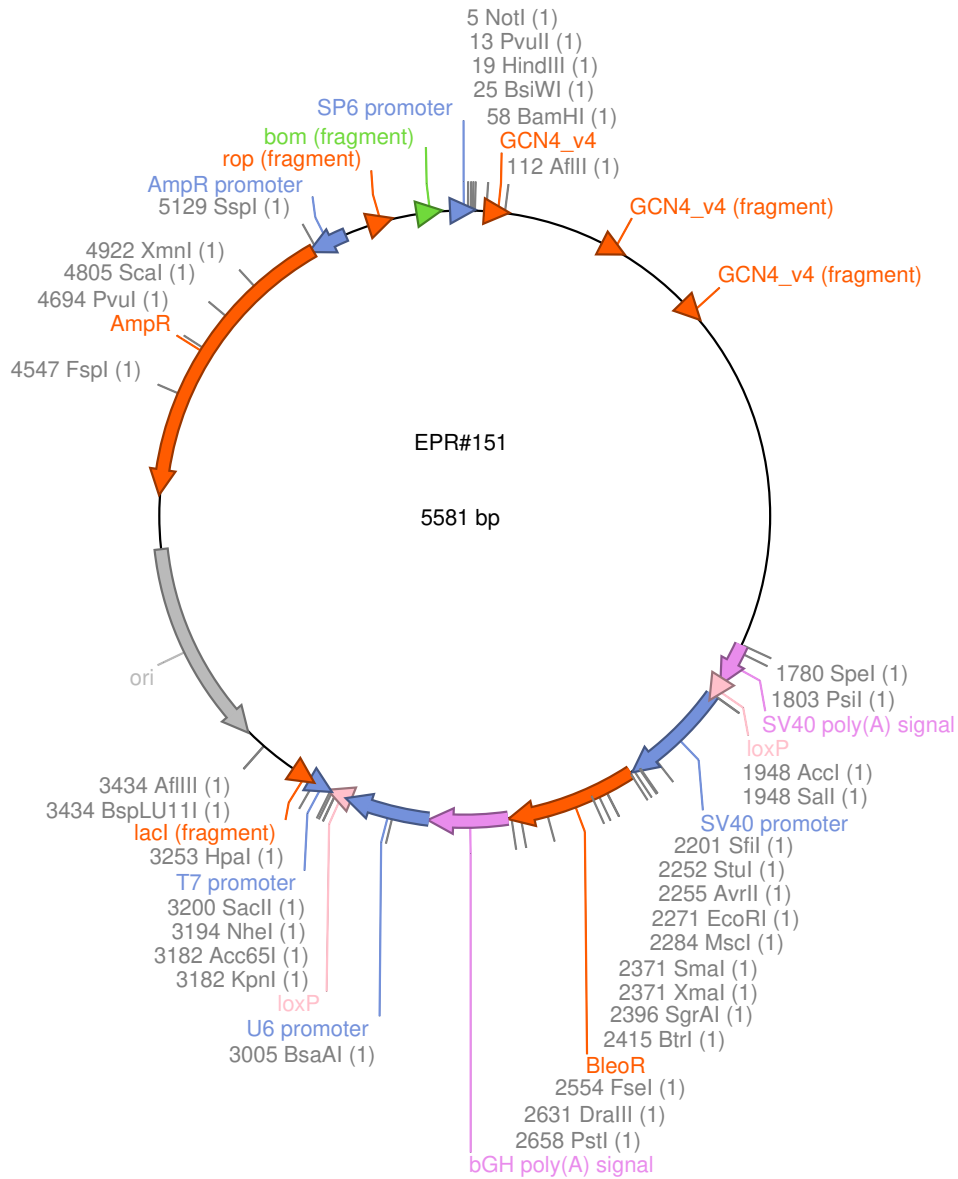 5 NotI (1)
13 PvuII (1)
19 HindIII (1)
25 BsiWI (1)
SP6 promoter
58 BamHI (1)
bom (fragment)
GCN4_v4
rop (fragment)
112 AflII (1)
AmpR promoter
5129 SspI (1)
GCN4_v4 (fragment)
4922 XmnI (1)
4805 ScaI (1)
GCN4_v4 (fragment)
4694 PvuI (1)
AmpR
4547 FspI (1)
EPR#151
5581 bp
ori
1780 SpeI (1)
1803 PsiI (1)
SV40 poly(A) signal
loxP
1948 AccI (1)
1948 SalI (1)
SV40 promoter
2201 SfiI (1)
2252 StuI (1)
2255 AvrII (1)
2271 EcoRI (1)
2284 MscI (1)
2371 SmaI (1)
2371 XmaI (1)
2396 SgrAI (1)
2415 BtrI (1)
BleoR
2554 FseI (1)
2631 DraIII (1)
2658 PstI (1)
bGH poly(A) signal
3434 AflIII (1)
3434 BspLU11I (1)
lacI (fragment)
3253 HpaI (1)
T7 promoter
3200 SacII (1)
3194 NheI (1)
3182 Acc65I (1)
3182 KpnI (1)
loxP
U6 promoter
3005 BsaAI (1)